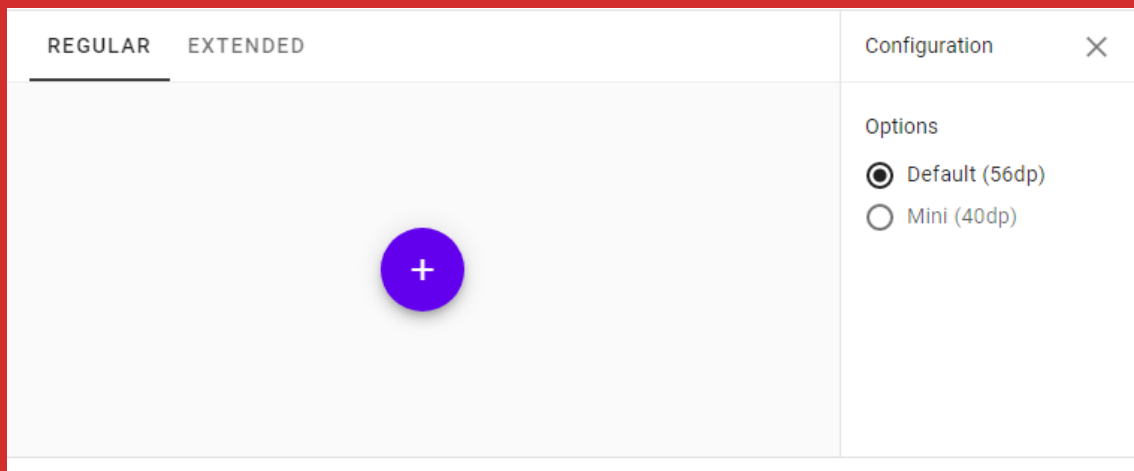 REGULAR EXTENDED
Configuration
Options
Default (56dp)
Mini (40dp)